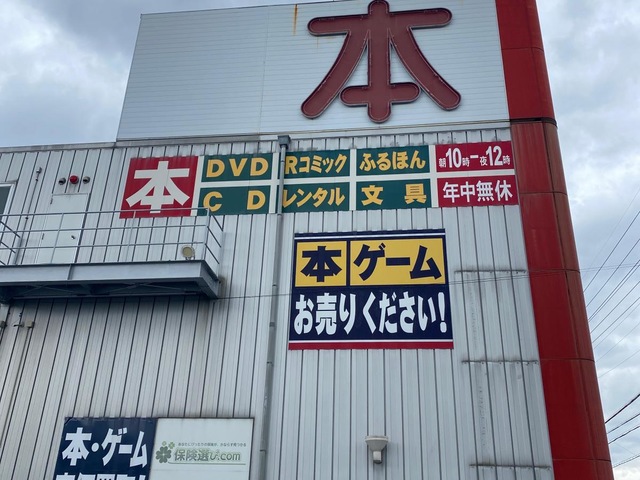 本
本
DVD
CD
Rコミック
レンタル
ふるほん
文具
朝10時ー夜12時
年中無休
本 ゲーム
お売りください!
本・ゲーム
保険選び.com